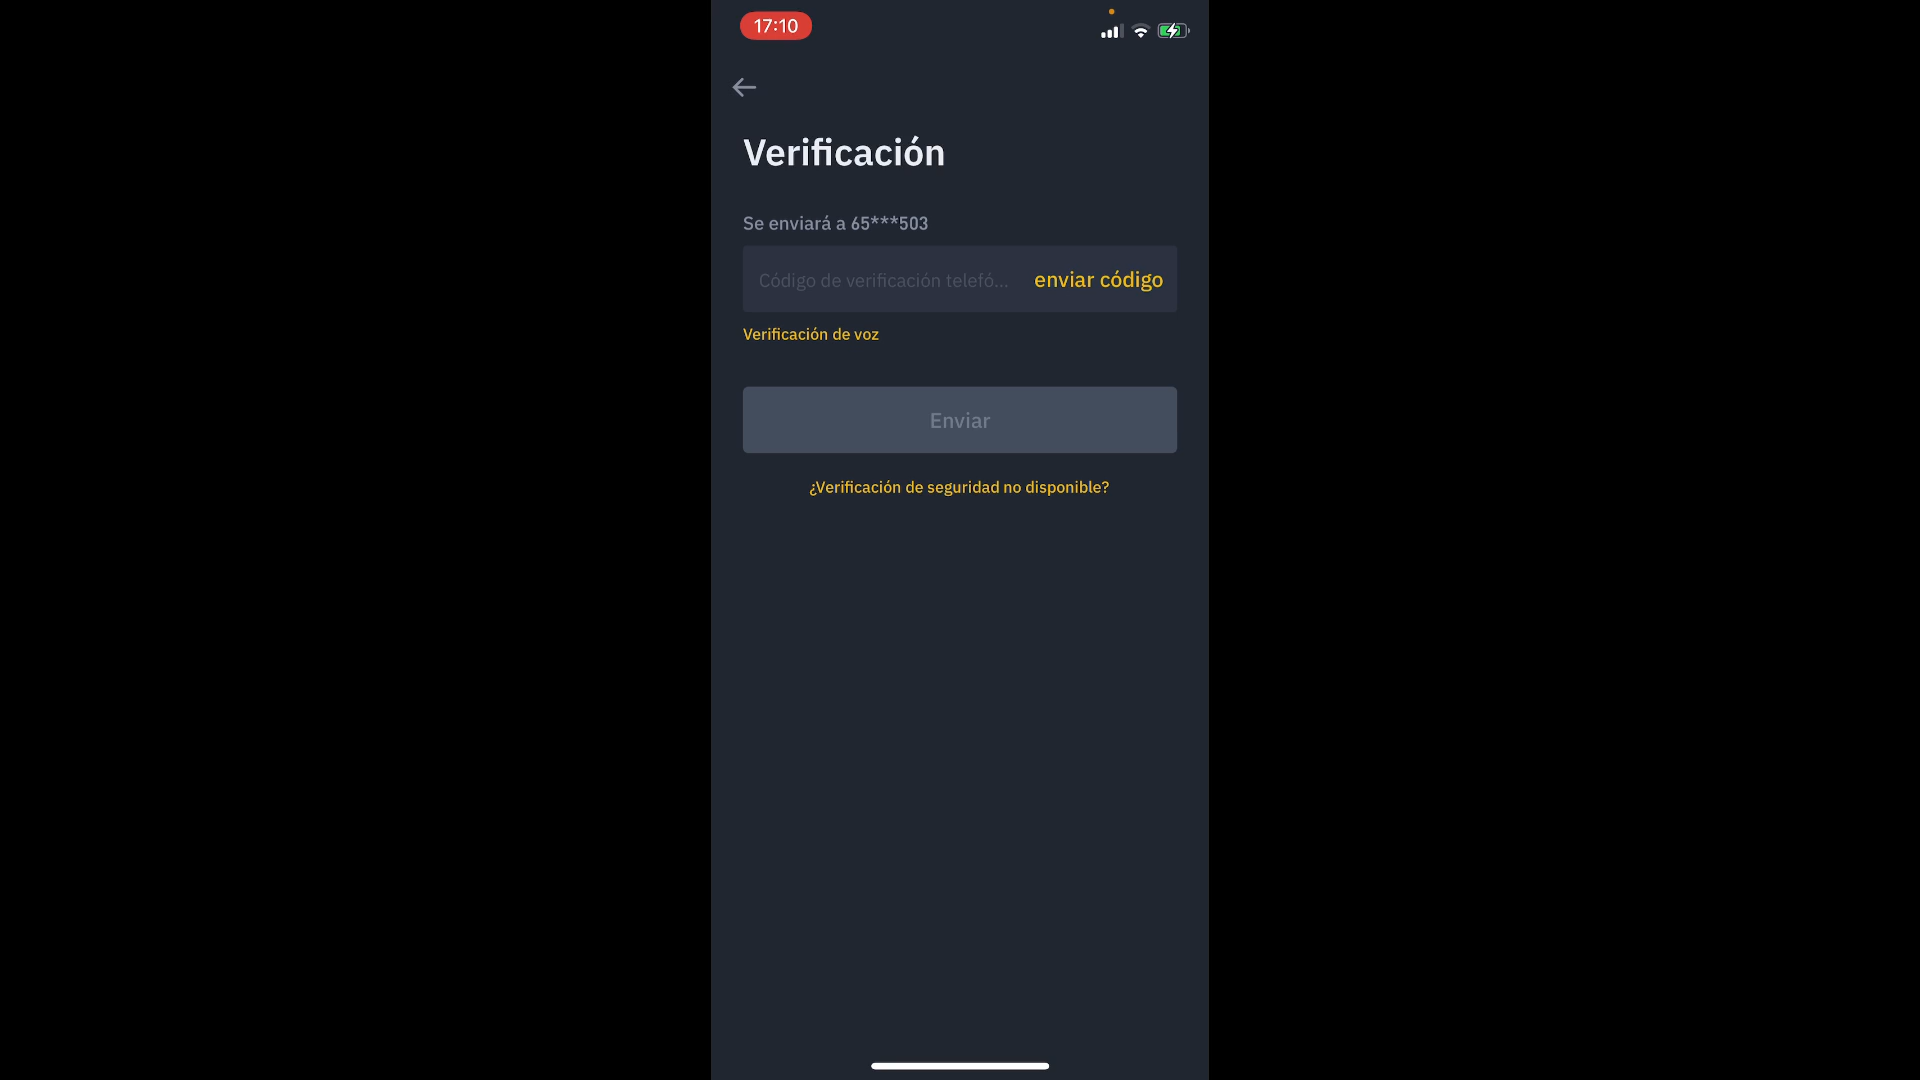 17:10
Verificación
Se enviará a 65***503
Código de verificación telefó... enviar código
Verificación de voz
Enviar
¿Verificación de seguridad no disponible?